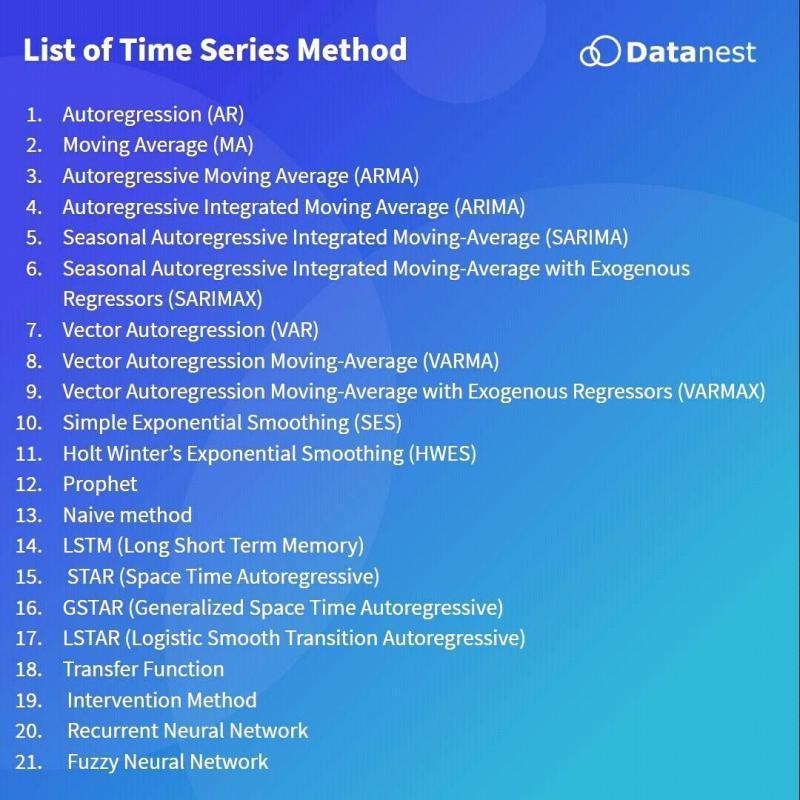 List of Time Series Method
Datanest
1. Autoregression (AR)
2. Moving Average (MA)
3. Autoregressive Moving Average (ARMA)
4. Autoregressive Integrated Moving Average (ARIMA)
5. Seasonal Autoregressive Integrated Moving-Average (SARIMA)
6. Seasonal Autoregressive Integrated Moving-Average with Exogenous
Regressors (SARIMAX)
7. Vector Autoregression (VAR)
8. Vector Autoregression Moving-Average (VARMA)
9. Vector Autoregression Moving-Average with Exogenous Regressors (VARMAX)
10. Simple Exponential Smoothing (SES)
11. Holt Winter’s Exponential Smoothing (HWES)
12. Prophet
13. Naive method
14. LSTM (Long Short Term Memory)
15. STAR (Space Time Autoregressive)
16. GSTAR (Generalized Space Time Autoregressive)
17. LSTAR (Logistic Smooth Transition Autoregressive)
18. Transfer Function
19. Intervention Method
20. Recurrent Neural Network
21. Fuzzy Neural Network